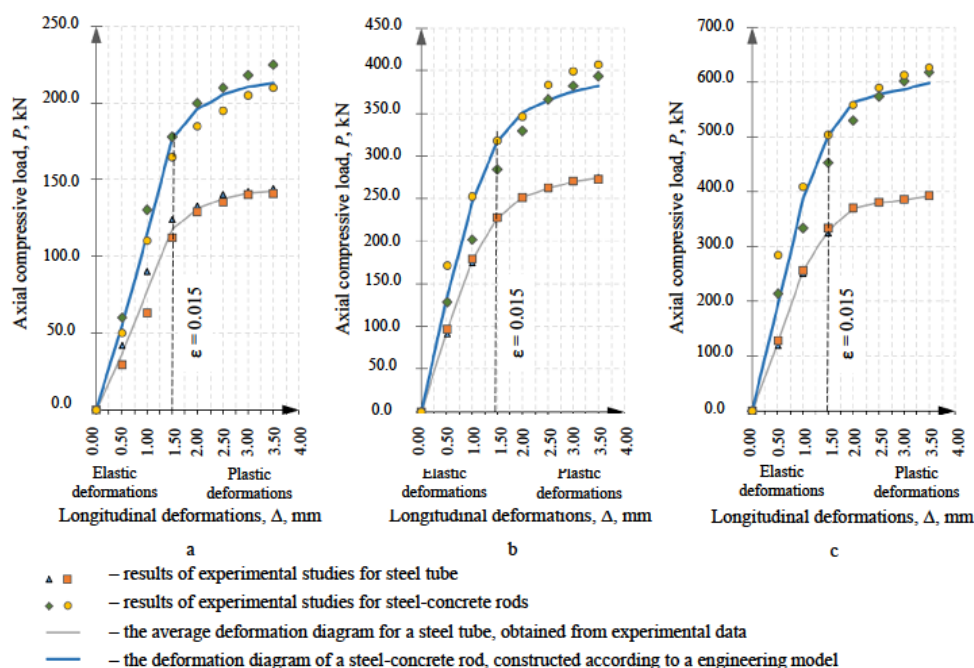 a
250.0
200.0
150.0
100.0
50.0
0.0
Axial compressive load, P, kN
ε = 0.015
0.00 0.50 1.00 1.50 2.00 2.50 3.00 3.50 4.00
Elastic deformations
Plastic deformations
Longitudinal deformations, Δ, mm
a
b
450.0
400.0
350.0
300.0
250.0
200.0
150.0
100.0
0.0
Axial compressive load, P, kN
ε = 0.015
0.00 0.50 1.00 1.50 2.00 2.50 3.00 3.50 4.00
Elastic deformations
Plastic deformations
Longitudinal deformations, Δ, mm
b
c
700.0
600.0
500.0
400.0
300.0
200.0
100.0
0.0
Axial compressive load, P, kN
ε = 0.015
0.00 0.50 1.00 1.50 2.00 2.50 3.00 3.50 4.00
Elastic deformations
Plastic deformations
Longitudinal deformations, Δ, mm
c
– results of experimental studies for steel tube
– results of experimental studies for steel-concrete rods
– the average deformation diagram for a steel tube, obtained from experimental data
– the deformation diagram of a steel-concrete rod, constructed according to a engineering model